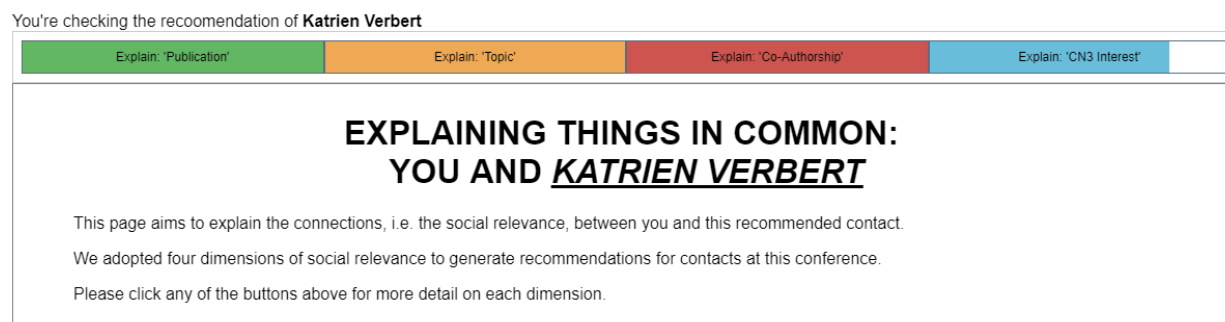 You're checking the recoomendation of Katrien Verbert
Explain: 'Publication'
Explain: 'Topic'
Explain: 'Co-Authorship'
Explain: 'CN3 Interest'
EXPLAINING THINGS IN COMMON:
YOU AND KATRIEN VERBERT
This page aims to explain the connections, i.e. the social relevance, between you and this recommended contact.
We adopted four dimensions of social relevance to generate recommendations for contacts at this conference.
Please click any of the buttons above for more detail on each dimension.